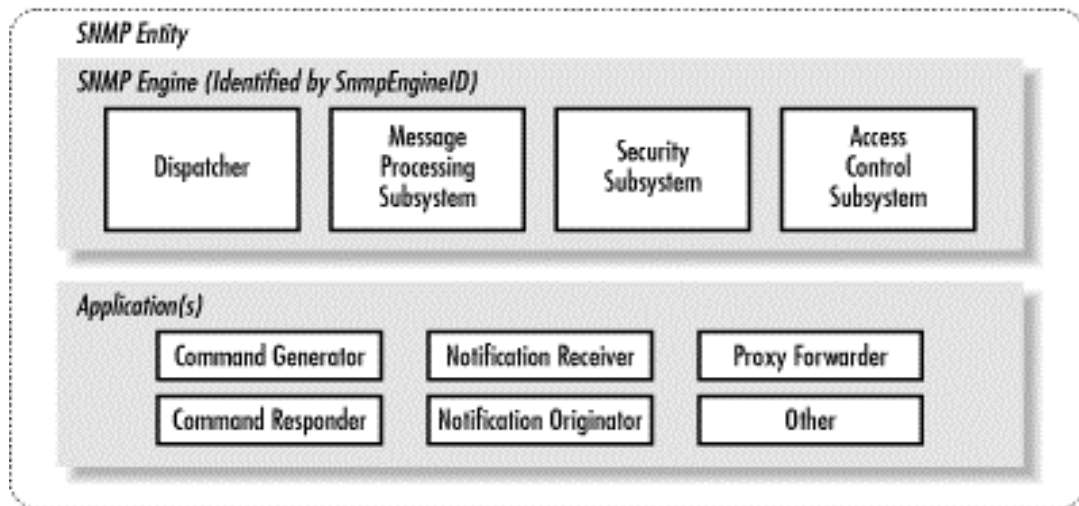 SNMP Entity
SNMP Engine (Identified by SnmpEngineID)
Dispatcher
Message
Processing
Subsystem
Security
Subsystem
Access
Control
Subsystem
Application(s)
Command Generator
Notification Receiver
Proxy Forwarder
Command Responder
Notification Originator
Other